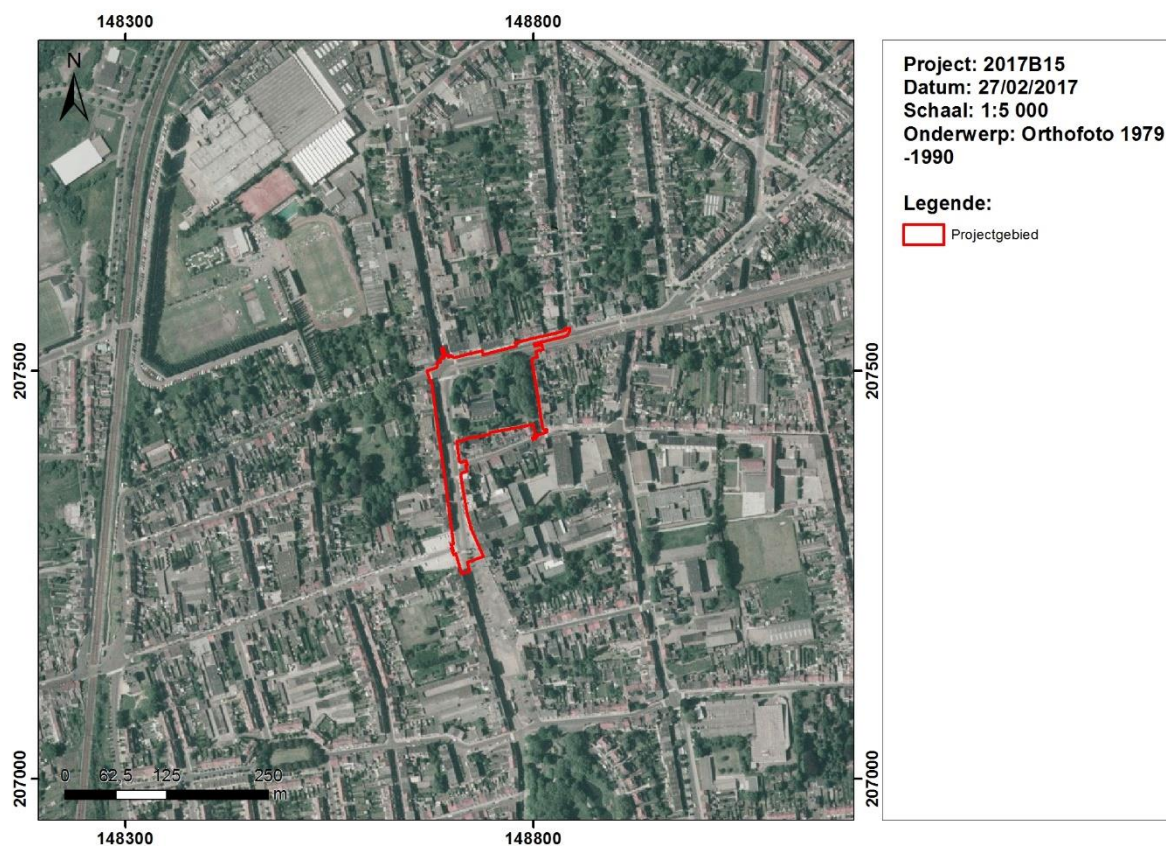 148300 148800
N
Project: 2017B15
Datum: 27/02/2017
Schaal: 1:5 000
Onderwerp: Orthofoto 1979
-1990
Legende:
Projectgebied
207500 207500
207000 207000
0 62,5 125 250
m
148300 148800